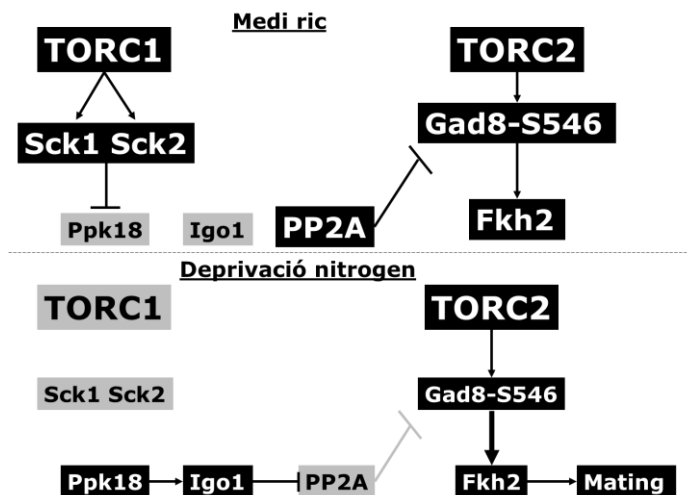 Medi ric
TORC1 TORC2
Sck1 Sck2 Gad8-S546
Ppk18 Igo1 PP2A Fkh2
Deprivació nitrogen
TORC1 TORC2
Sck1 Sck2 Gad8-S546
Ppk18 Igo1 PP2A Fkh2 Mating